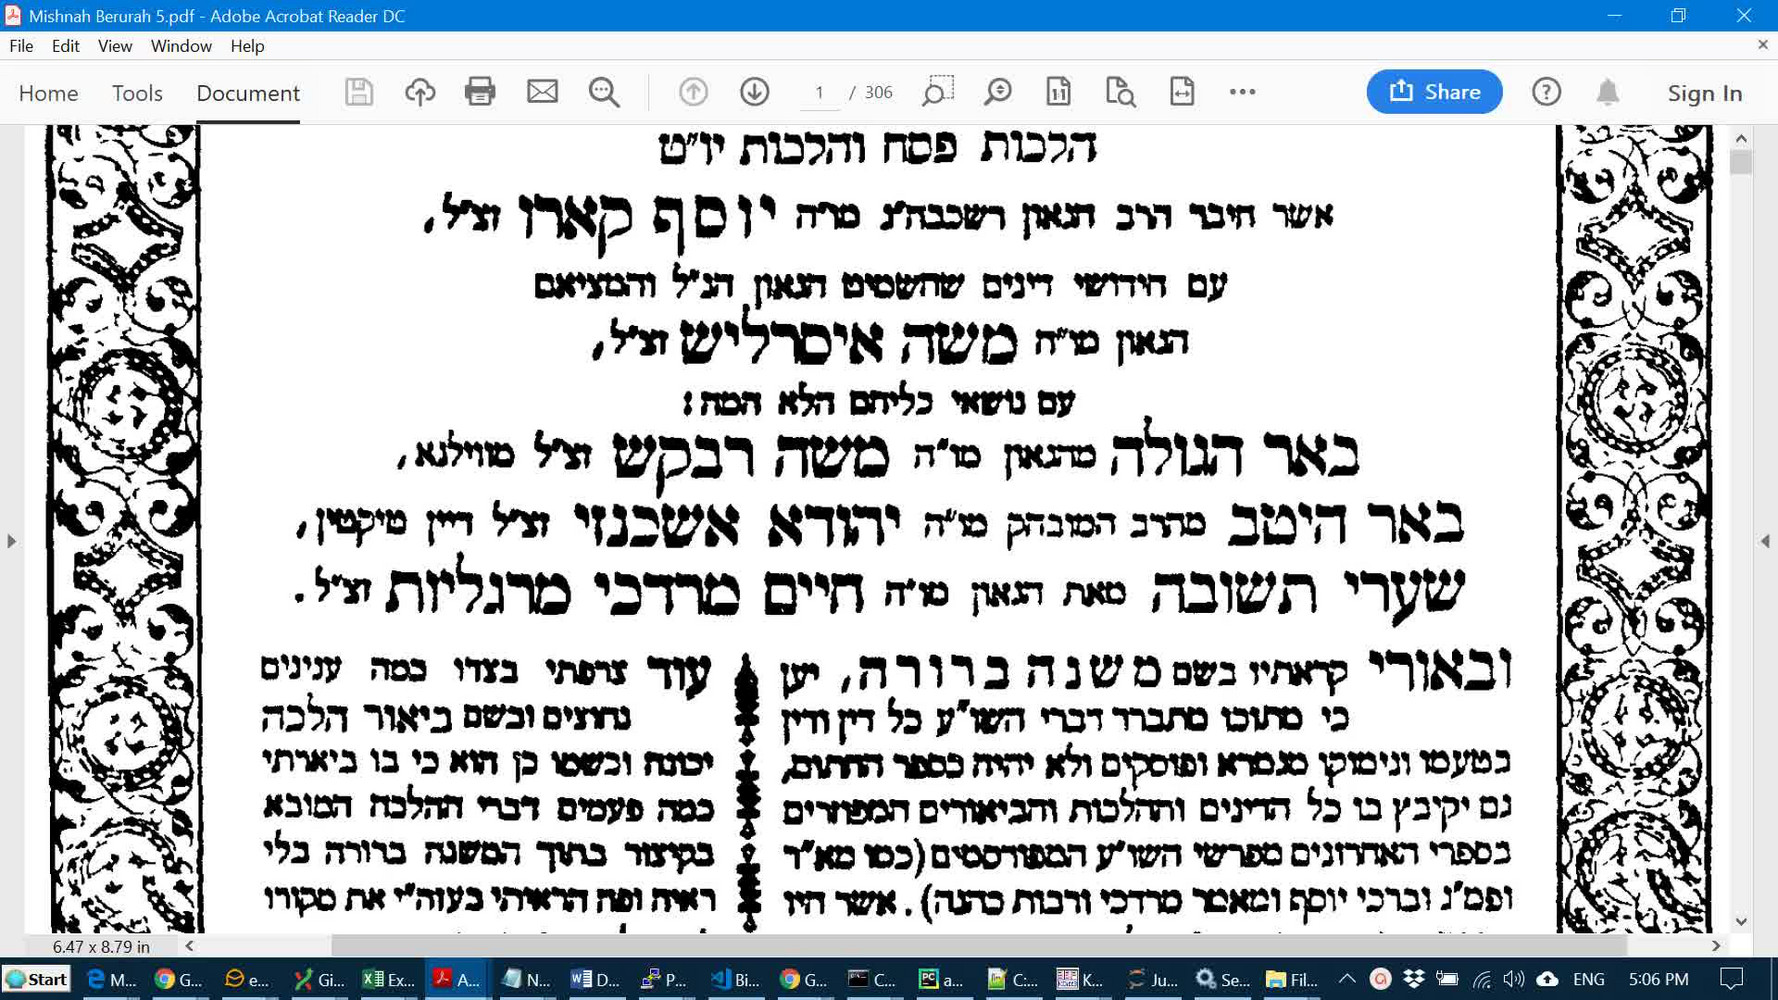 Mishnah Berurah 5.pdf - Adobe Acrobat Reader DC
File Edit View Window Help
Home Tools Document 1 / 306 Share Sign In
הלכות פסח והלכות יו"ט
אשר חיבר הרב הגאון רשכבה"ג מו"ה יוסף קארו זצ"ל,
עם חידושי דינים שחשמיט הגאון הנ"ל והמציאם
הגאון מו"ה משה איסרליש זצ"ל,
עם נושאי כליהם הלא המה:
באר הגולה מהגאון מו"ה משה רבקש זצ"ל מווילנא,
באר היטב מהרב המובהק מו"ה יהודא אשכנזי זצ"ל דיין טיקטין,
שערי תשובה מאת הגאון מו"ה חיים מרדכי מרגליות זצ"ל.
ובאורי קראתיו בשם משנה ברורה, יען
כי מתוכו מתברר דברי השו"ע כל דין ודין
בטעמו ונימוקו מגמרא ופוסקים ולא יהיה כספר החתום,
גם יקיבץ בו כל הדינים וההלכות והביאורים המפוזרים
בספרי האחרונים מפרשי השו"ע המפורסמים (כמו מא"ר
ופמ"ג וברכי יוסף ומאמר מרדכי ורבות כהנה). אשר היו
עוד צרפתי בצדו כמה ענינים
נחוצים ובשם ביאור הלכה
יכונה וכשמו כן הוא כי בו ביארתי
כמה פעמים דברי ההלכה המובא
בקיצור בתוך המשנה ברורה בלי
ראיה ופה הראיתי בעזה"י את מקורו
6.47 x 8.79 in
Start M... G... e... Gi... Ex... A... N... D... P... Bi... G... C... a... C:... K... Ju... Se... Fil... ENG 5:06 PM